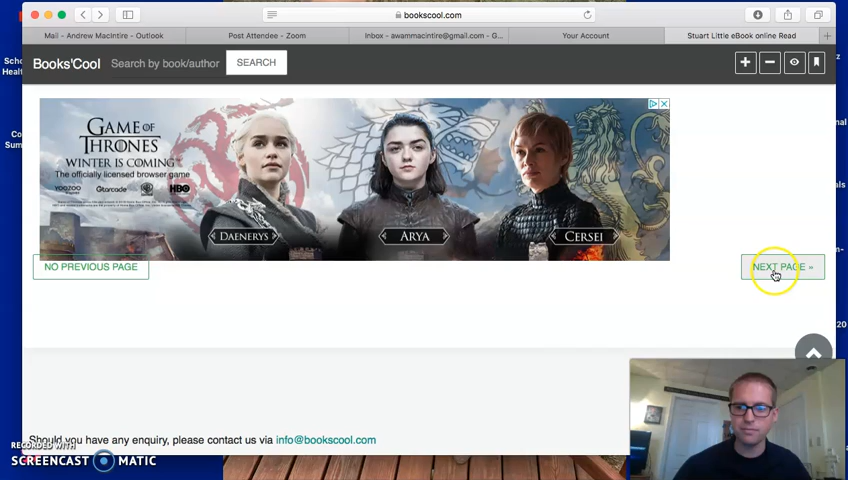 bookscool.com
Mail - Andrew MacIntire - Outlook
Post Attendee - Zoom
Inbox - awammacintire@gmail.com - G...
Your Account
Stuart Little eBook online Read
Books'Cool
Search by book/author
SEARCH
GAME OF
THRONES
WINTER IS COMING
The officially licensed browser game
YOOZOO
Gtarcade
HBO
DAENERYS
ARYA
CERSEI
NO PREVIOUS PAGE
NEXT PAGE »
Should you have any enquiry, please contact us via info@bookscool.com
RECORDED WITH
SCREENCAST MATIC